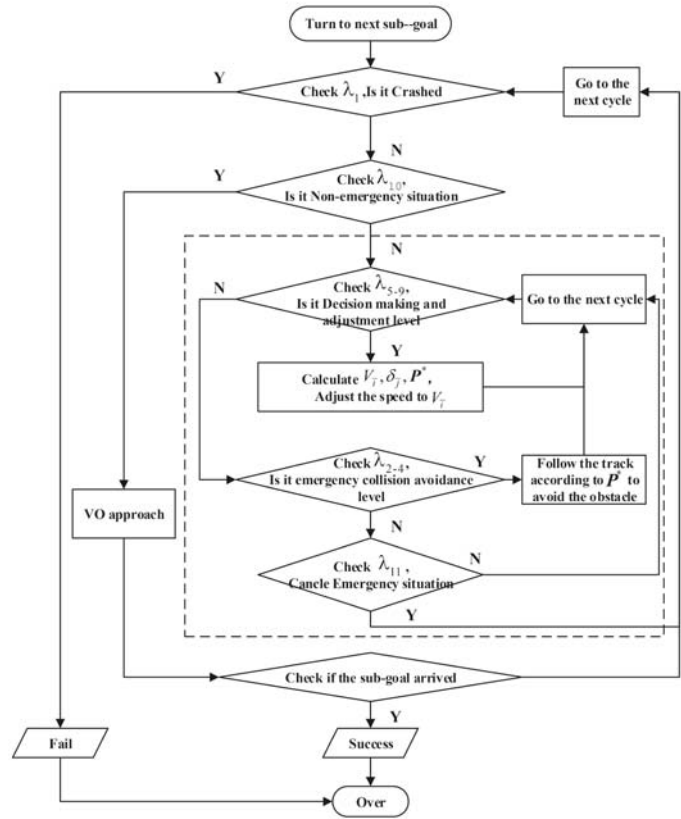 Turn to next sub--goal
Y
Check λ₁ ,Is it Crashed
Go to the
next cycle
N
Y
Check λ₁₀,
Is it Non-emergency situation
N
N
Check λ₅₋₉,
Is it Decision making and
adjustment level
Go to the next cycle
Y
Calculate V_ī , δ_j̄ , P*,
Adjust the speed to V_ī
Check λ₂₋₄,
Is it emergency collision avoidance
level
Y
Follow the track
according to P* to
avoid the obstacle
VO approach
N
Check λ₁₁ ,
Cancle Emergency situation
N
Y
Check if the sub-goal arrived
Y
Fail
Success
Over